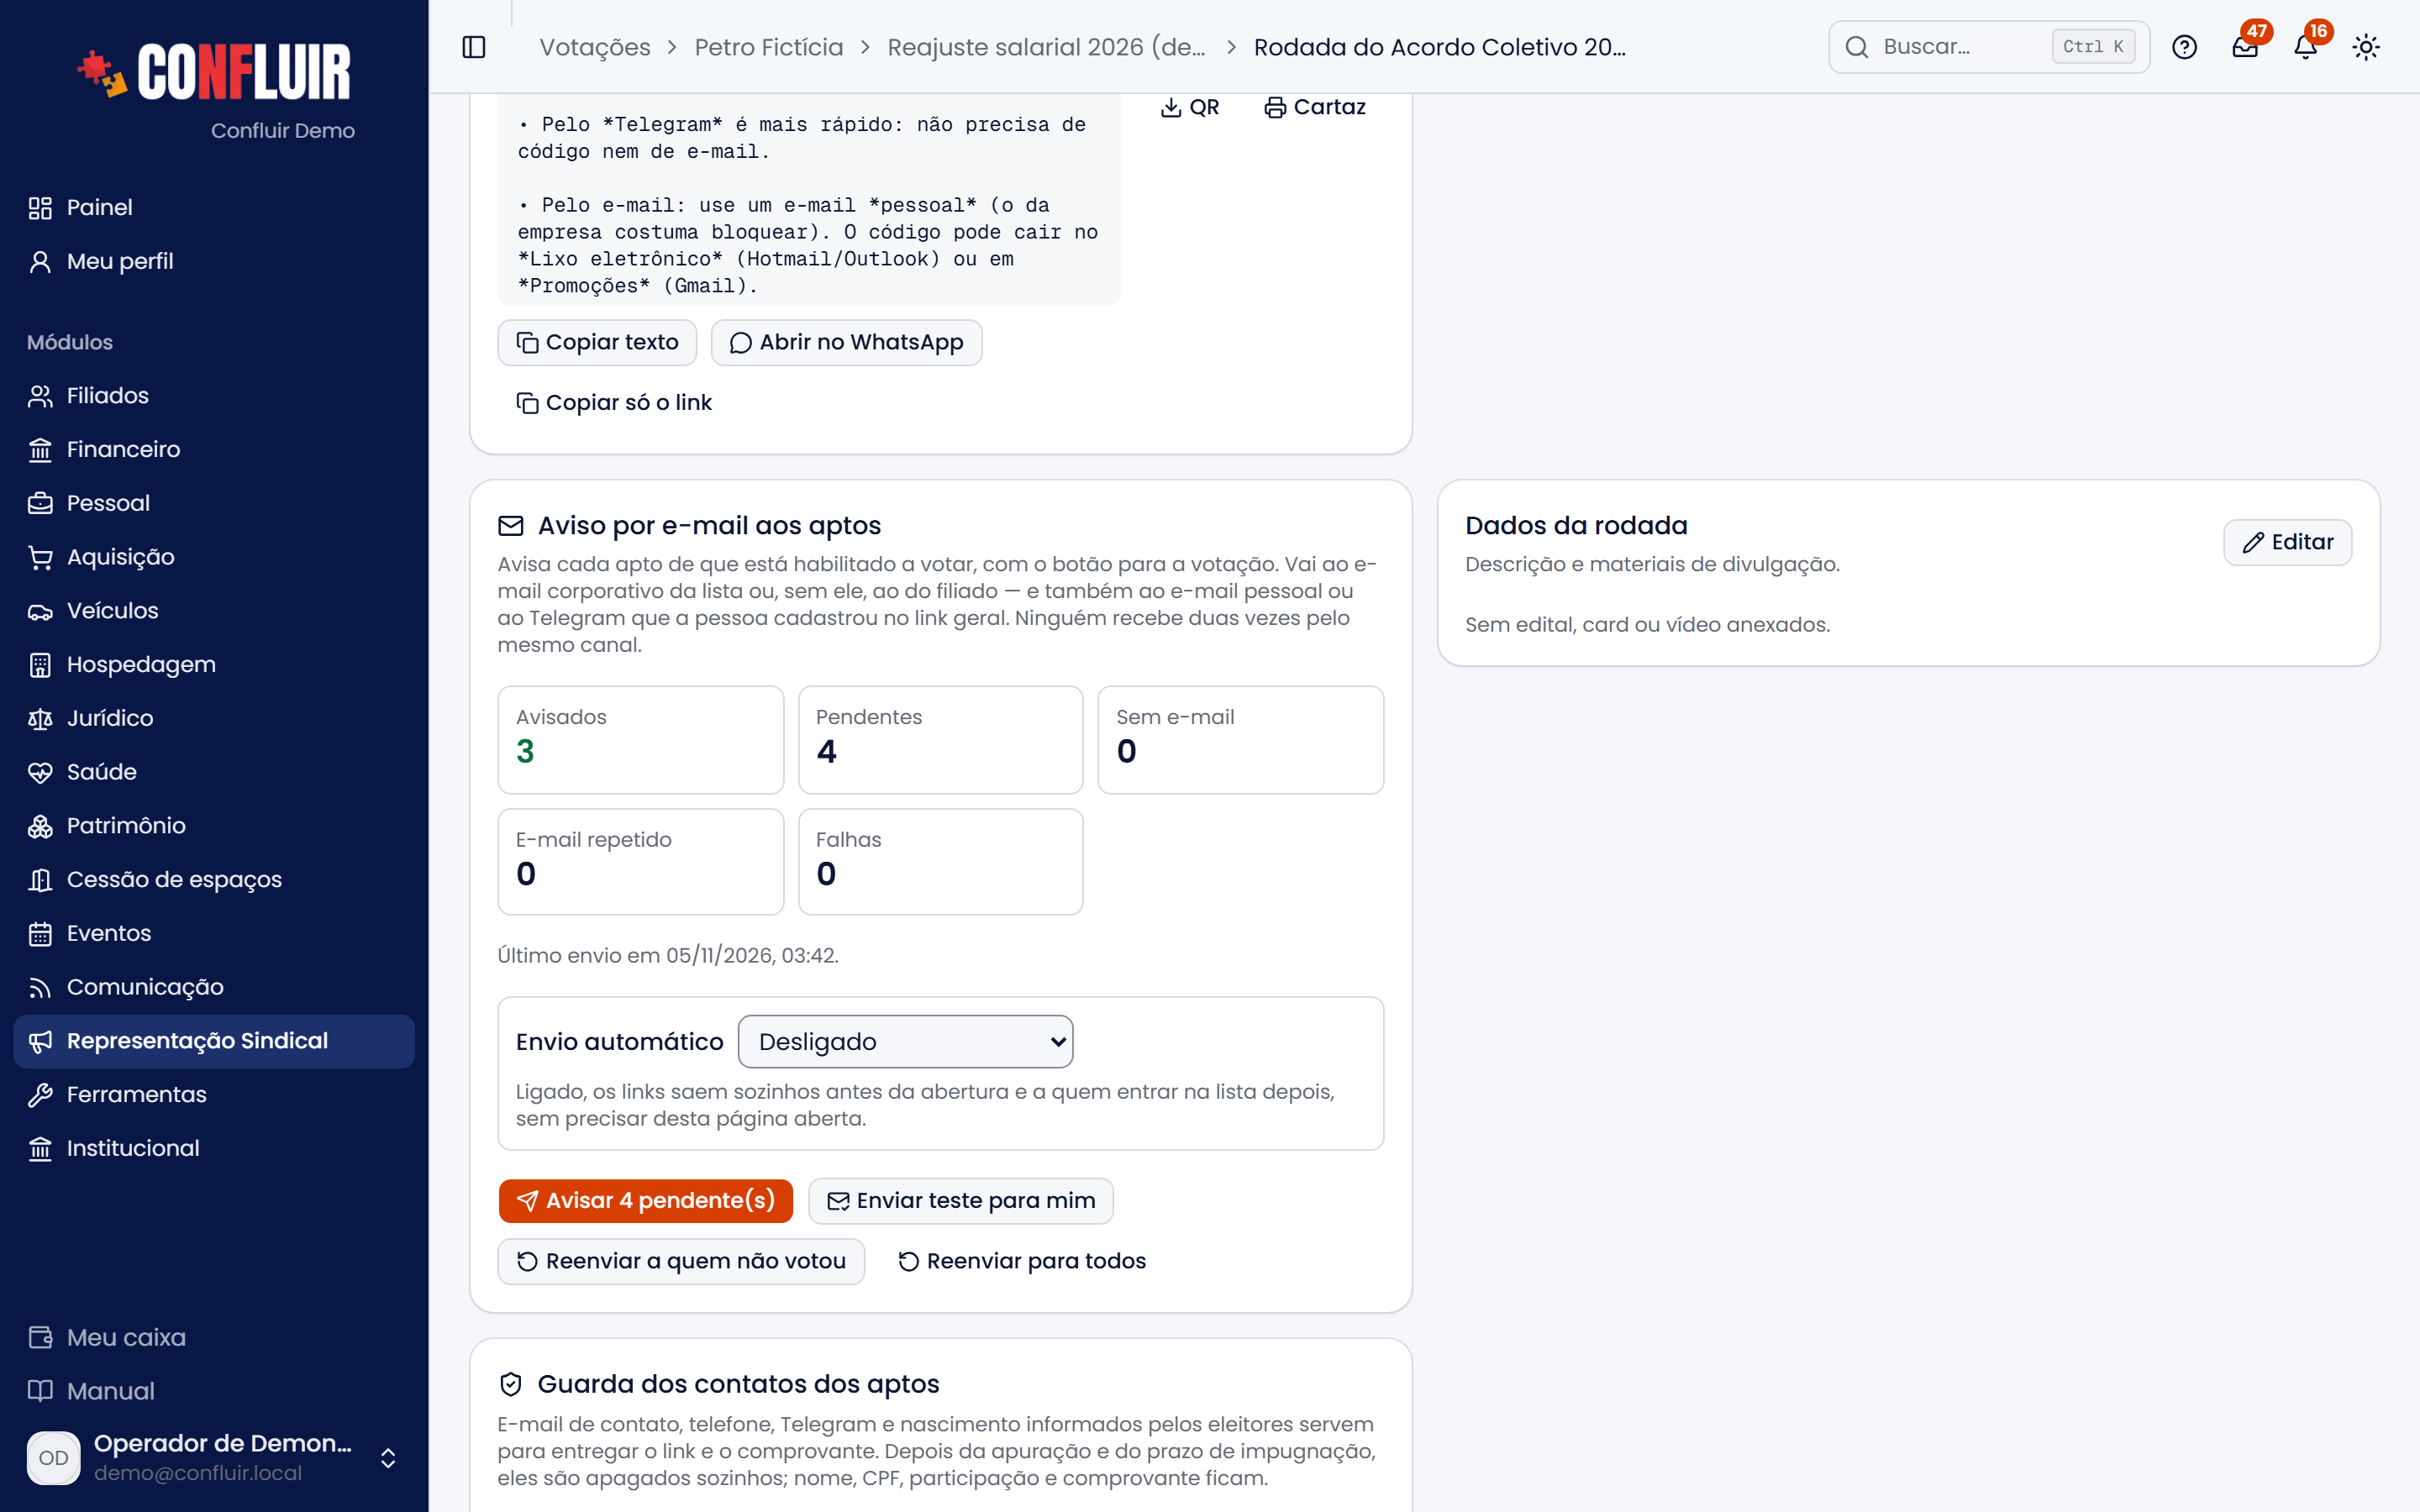 CONFLUIR
Confluir Demo
Painel
Meu perfil
Módulos
Filiados
Financeiro
Pessoal
Aquisição
Veículos
Hospedagem
Jurídico
Saúde
Patrimônio
Cessão de espaços
Eventos
Comunicação
Representação Sindical
Ferramentas
Institucional
Meu caixa
Manual
OD
Operador de Demon...
demo@confluir.local
Votações > Petro Fictícia > Reajuste salarial 2026 (de... > Rodada do Acordo Coletivo 20...
Buscar... Ctrl K
47
16
• Pelo *Telegram* é mais rápido: não precisa de
código nem de e-mail.
• Pelo e-mail: use um e-mail *pessoal* (o da
empresa costuma bloquear). O código pode cair no
*Lixo eletrônico* (Hotmail/Outlook) ou em
*Promoções* (Gmail).
QR
Cartaz
Copiar texto
Abrir no WhatsApp
Copiar só o link
Aviso por e-mail aos aptos
Avisa cada apto de que está habilitado a votar, com o botão para a votação. Vai ao e-
mail corporativo da lista ou, sem ele, ao do filiado — e também ao e-mail pessoal ou
ao Telegram que a pessoa cadastrou no link geral. Ninguém recebe duas vezes pelo
mesmo canal.
Avisados
3
Pendentes
4
Sem e-mail
0
E-mail repetido
0
Falhas
0
Último envio em 05/11/2026, 03:42.
Envio automático
Desligado
Ligado, os links saem sozinhos antes da abertura e a quem entrar na lista depois,
sem precisar desta página aberta.
Avisar 4 pendente(s)
Enviar teste para mim
Reenviar a quem não votou
Reenviar para todos
Guarda dos contatos dos aptos
E-mail de contato, telefone, Telegram e nascimento informados pelos eleitores servem
para entregar o link e o comprovante. Depois da apuração e do prazo de impugnação,
eles são apagados sozinhos; nome, CPF, participação e comprovante ficam.
Dados da rodada
Descrição e materiais de divulgação.
Editar
Sem edital, card ou vídeo anexados.